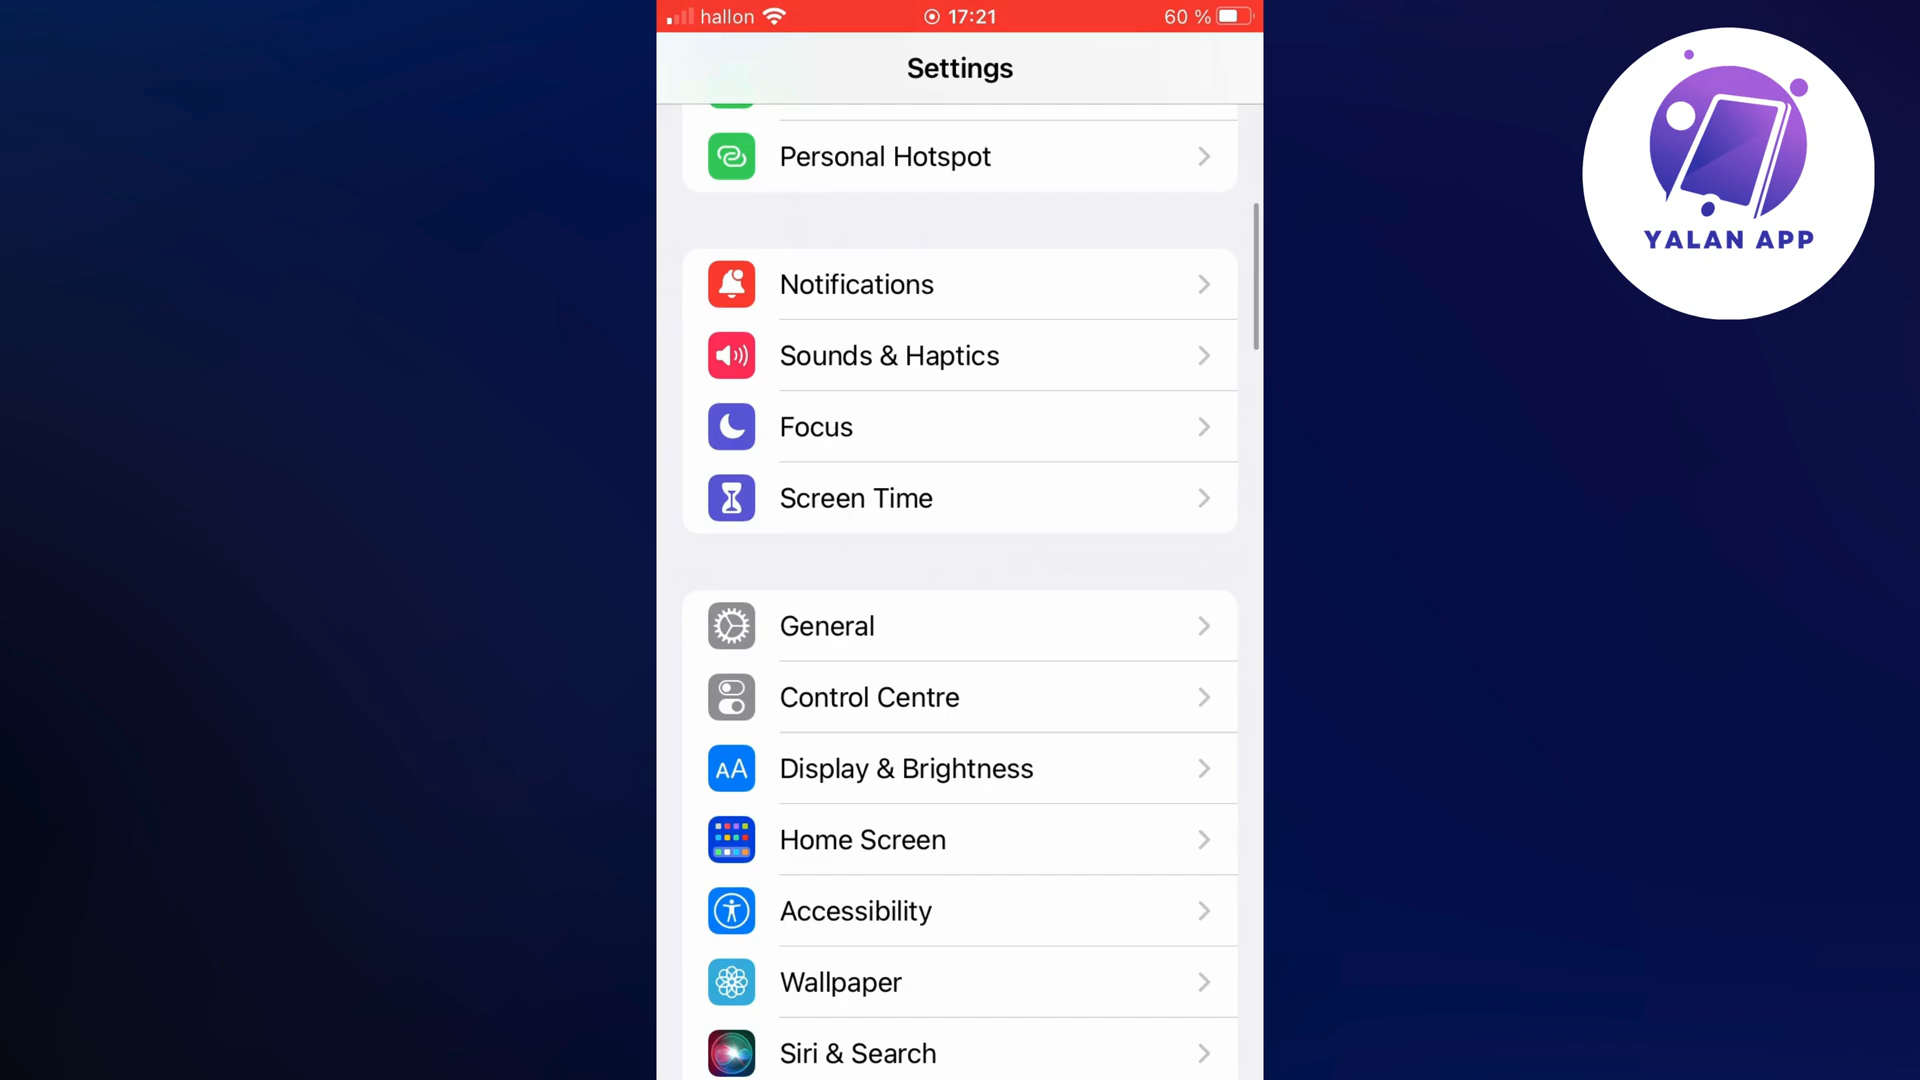 hallon 17:21 60 %
Settings
Personal Hotspot
Notifications
Sounds & Haptics
Focus
Screen Time
General
Control Centre
AA Display & Brightness
Home Screen
Accessibility
Wallpaper
Siri & Search
YALAN APP